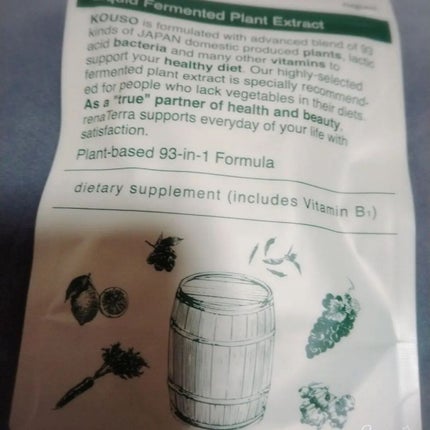 Liquid Fermented Plant Extract
KOUSO is formulated with advanced blend of 93
kinds of JAPAN domestic produced plants, lactic
acid bacteria and many other vitamins to
support your healthy diet. Our highly-selected
fermented plant extract is specially recommend-
ed for people who lack vegetables in their diets.
As a "true" partner of health and beauty,
renaTerra supports everyday of your life with
satisfaction.
Plant-based 93-in-1 Formula
dietary supplement (includes Vitamin B1)